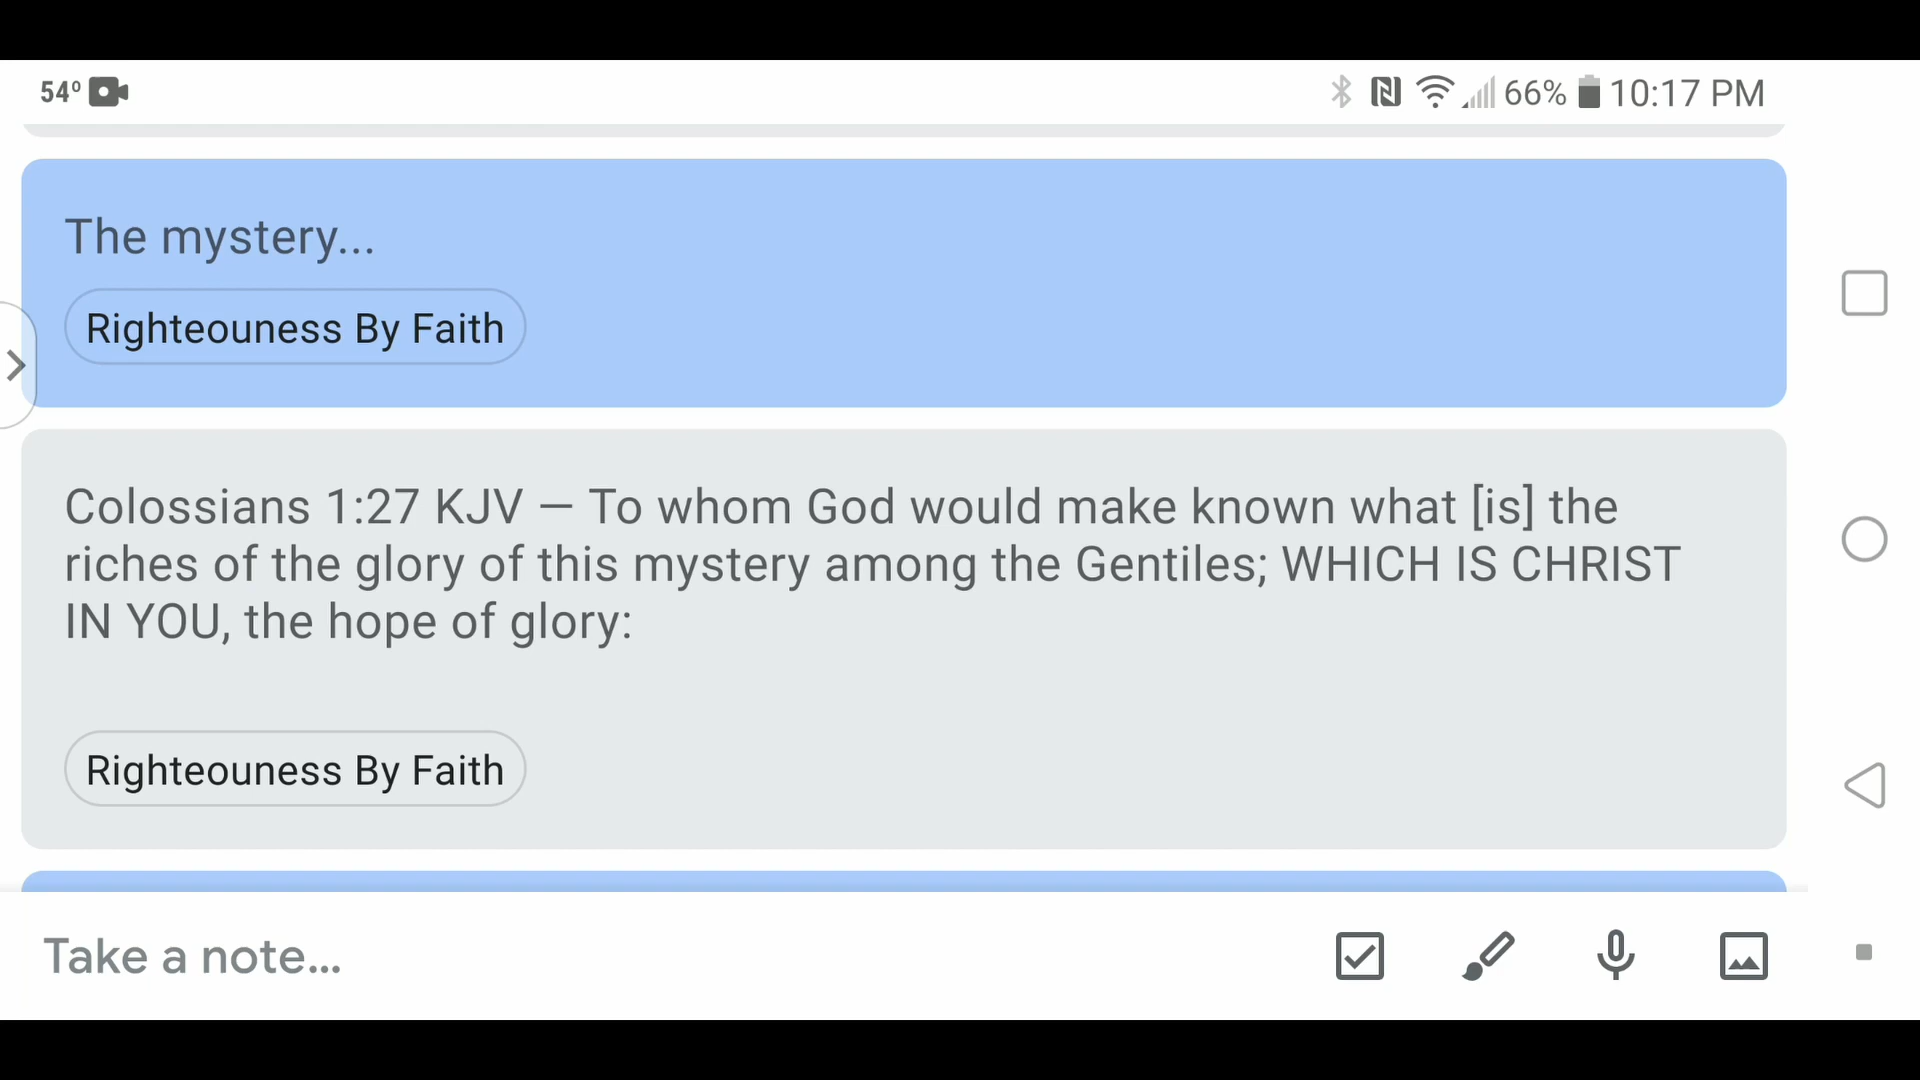 54°
66% 10:17 PM
The mystery...
Righteouness By Faith
Colossians 1:27 KJV — To whom God would make known what [is] the
riches of the glory of this mystery among the Gentiles; WHICH IS CHRIST
IN YOU, the hope of glory:
Righteouness By Faith
Take a note...